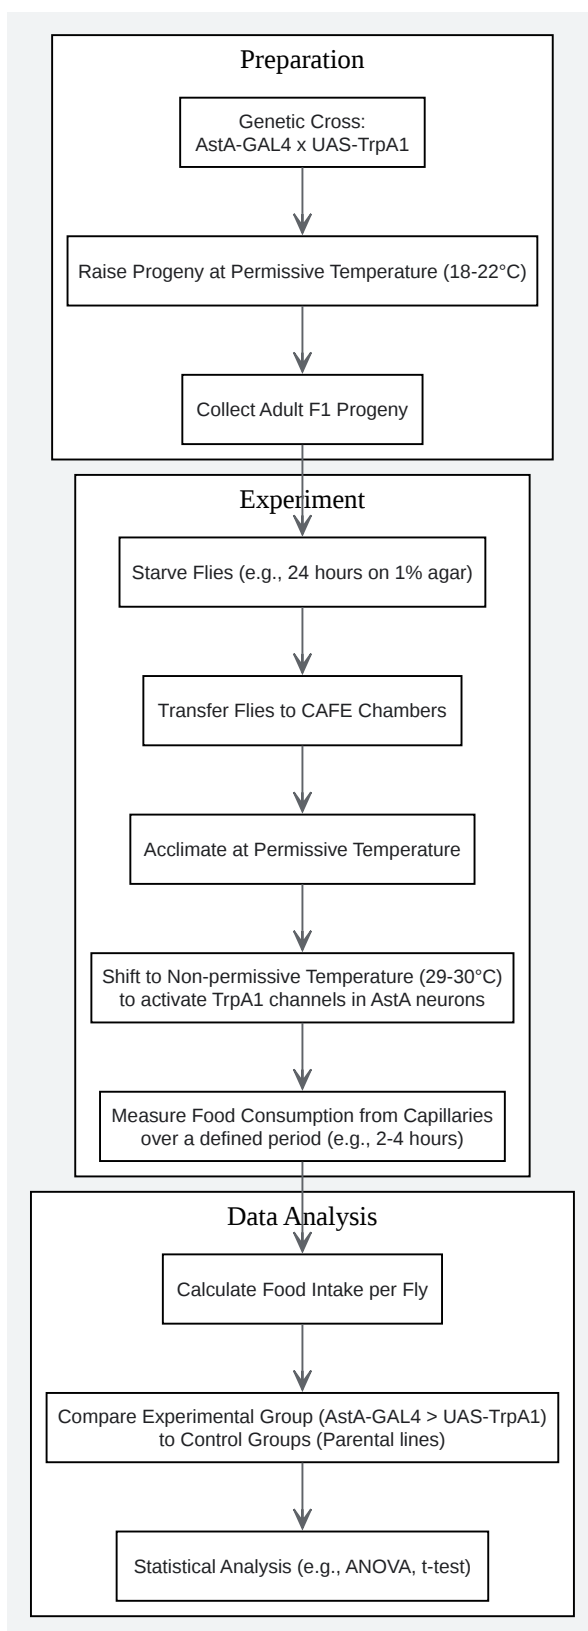 Preparation
Genetic Cross:
AstA-GAL4 x UAS-TrpA1
Raise Progeny at Permissive Temperature (18-22°C)
Collect Adult F1 Progeny
Experiment
Starve Flies (e.g., 24 hours on 1% agar)
Transfer Flies to CAFE Chambers
Acclimate at Permissive Temperature
Shift to Non-permissive Temperature (29-30°C)
to activate TrpA1 channels in AstA neurons
Measure Food Consumption from Capillaries
over a defined period (e.g., 2-4 hours)
Data Analysis
Calculate Food Intake per Fly
Compare Experimental Group (AstA-GAL4 > UAS-TrpA1)
to Control Groups (Parental lines)
Statistical Analysis (e.g., ANOVA, t-test)